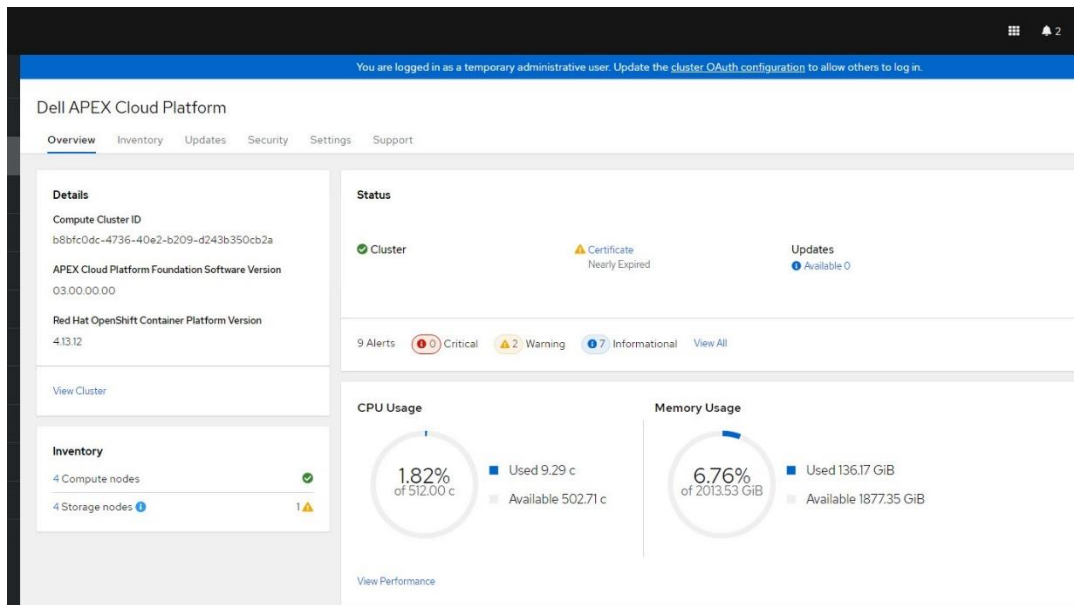 2
You are logged in as a temporary administrative user. Update the cluster OAuth configuration to allow others to log in.
Dell APEX Cloud Platform
Overview Inventory Updates Security Settings Support
Details
Compute Cluster ID
b8bfc0dc-4736-40e2-b209-d243b350cb2a
APEX Cloud Platform Foundation Software Version
03.00.00.00
Red Hat OpenShift Container Platform Version
4.13.12
View Cluster
Inventory
4 Compute nodes
4 Storage nodes 1
Status
Cluster
Certificate
Nearly Expired
Updates
Available 0
9 Alerts 0 Critical 2 Warning 7 Informational View All
CPU Usage
1.82%
of 512.00 c
Used 9.29 c
Available 502.71 c
Memory Usage
6.76%
of 2013.53 GiB
Used 136.17 GiB
Available 1877.35 GiB
View Performance